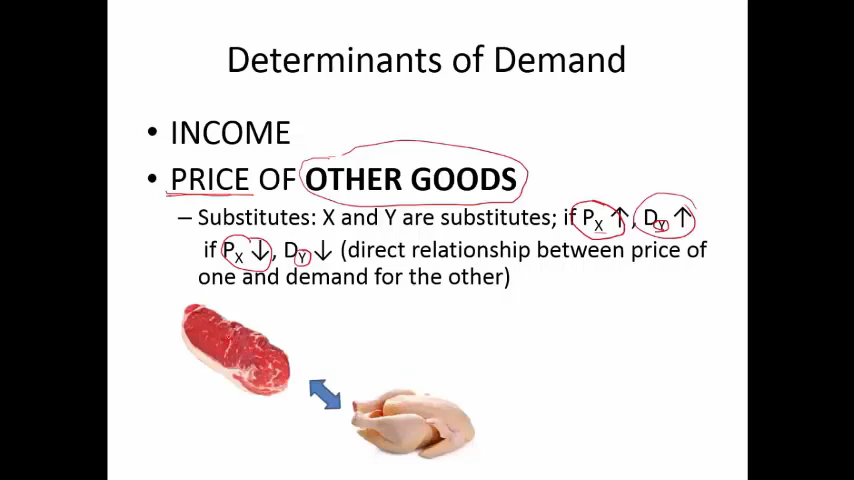 Determinants of Demand
• INCOME
• PRICE OF OTHER GOODS
– Substitutes: X and Y are substitutes; if PX ↑, DY ↑
if PX ↓, DY ↓ (direct relationship between price of
one and demand for the other)